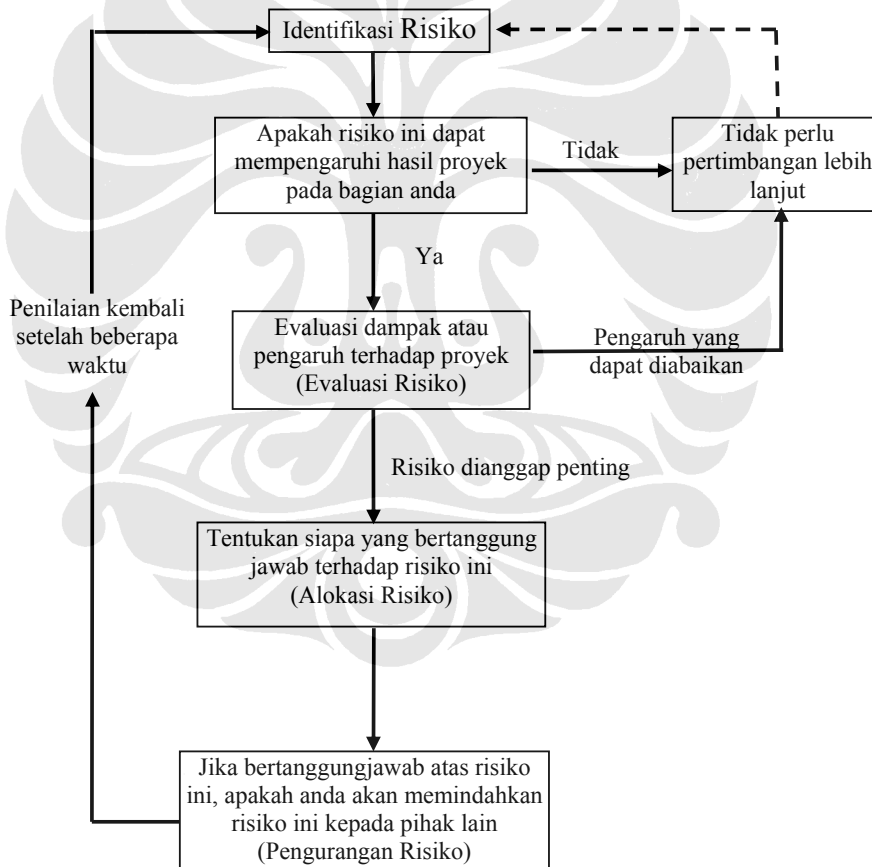 Identifikasi Risiko
Apakah risiko ini dapat
mempengaruhi hasil proyek
pada bagian anda
Tidak
Tidak perlu
pertimbangan lebih
lanjut
Ya
Penilaian kembali
setelah beberapa
waktu
Evaluasi dampak atau
pengaruh terhadap proyek
(Evaluasi Risiko)
Pengaruh yang
dapat diabaikan
Risiko dianggap penting
Tentukan siapa yang bertanggung
jawab terhadap risiko ini
(Alokasi Risiko)
Jika bertanggungjawab atas risiko
ini, apakah anda akan memindahkan
risiko ini kepada pihak lain
(Pengurangan Risiko)